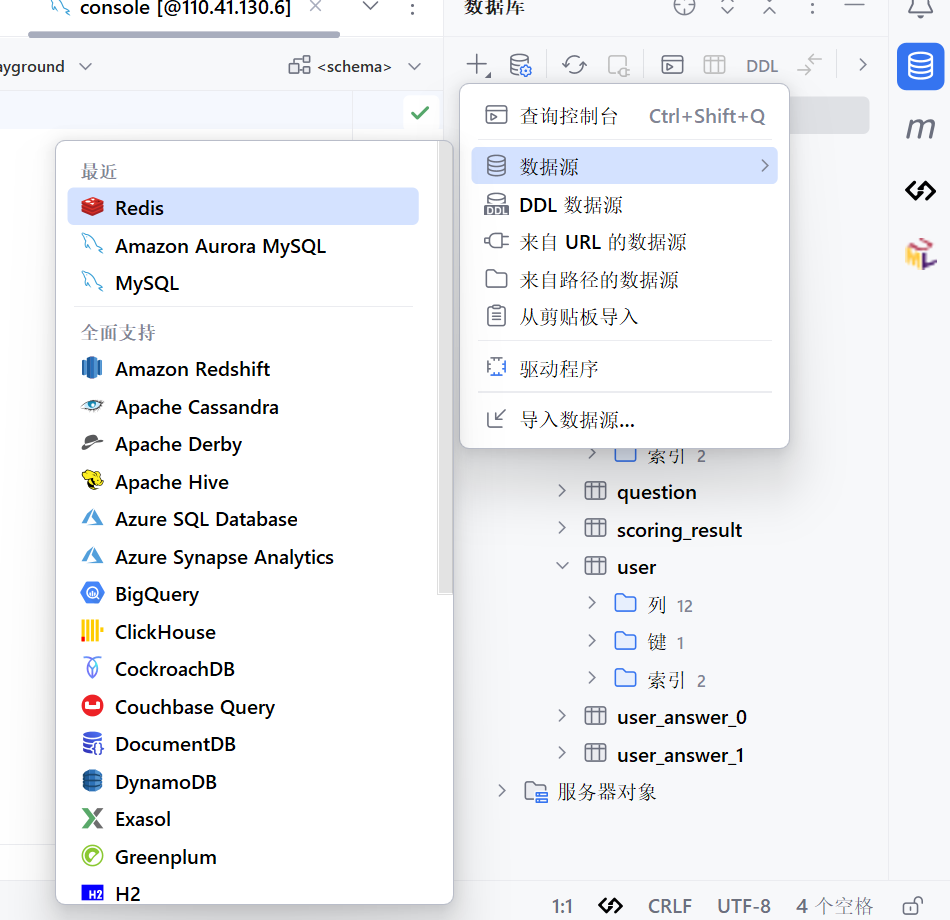 console [@110.41.130.6]
数据库
ayground
<schema>
DDL
查询控制台 Ctrl+Shift+Q
数据源
DDL 数据源
来自 URL 的数据源
来自路径的数据源
从剪贴板导入
驱动程序
导入数据源...
最近
Redis
Amazon Aurora MySQL
MySQL
全面支持
Amazon Redshift
Apache Cassandra
Apache Derby
Apache Hive
Azure SQL Database
Azure Synapse Analytics
BigQuery
ClickHouse
CockroachDB
Couchbase Query
DocumentDB
DynamoDB
Exasol
Greenplum
H2
索引 2
question
scoring_result
user
列 12
键 1
索引 2
user_answer_0
user_answer_1
服务器对象
1:1 CRLF UTF-8 4 个空格